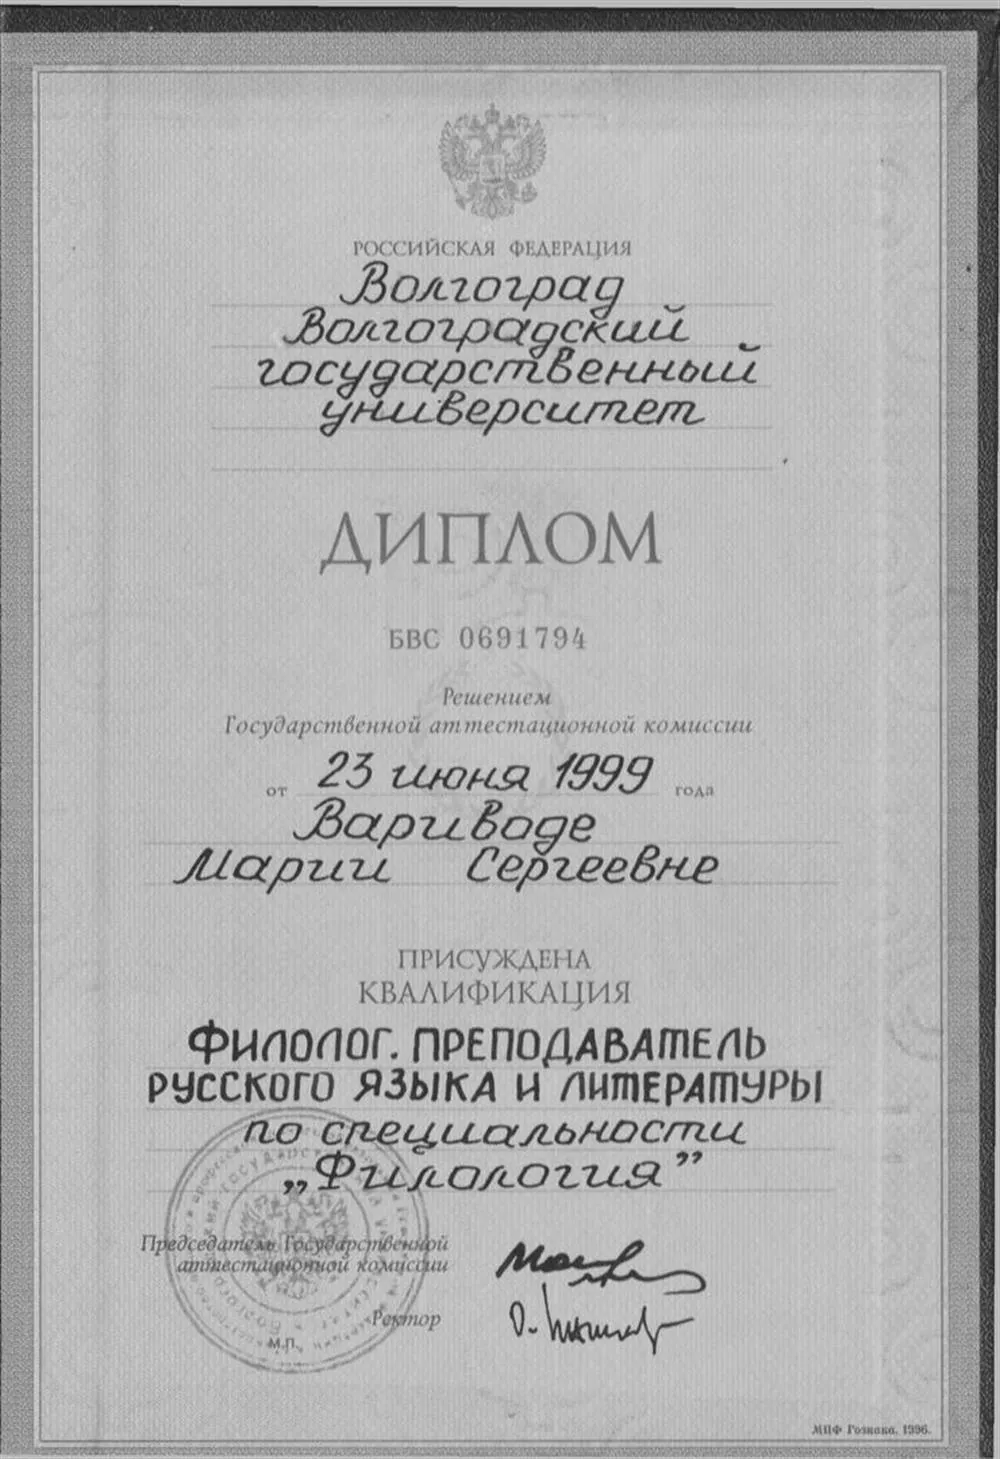 РОССИЙСКАЯ ФЕДЕРАЦИЯ
Волгоград
Волгоградский
государственный
университет
ДИПЛОМ
БВС 0691794
Решением
Государственной аттестационной комиссии
от 23 июня 1999 года
Вариводе
Марии Сергеевне
ПРИСУЖДЕНА
КВАЛИФИКАЦИЯ
ФИЛОЛОГ. ПРЕПОДАВАТЕЛЬ
РУССКОГО ЯЗЫКА И ЛИТЕРАТУРЫ
по специальности
„Филология”
Председатель Государственной
аттестационной комиссии
Ректор
М.П.
МПФ Гознака. 1996.